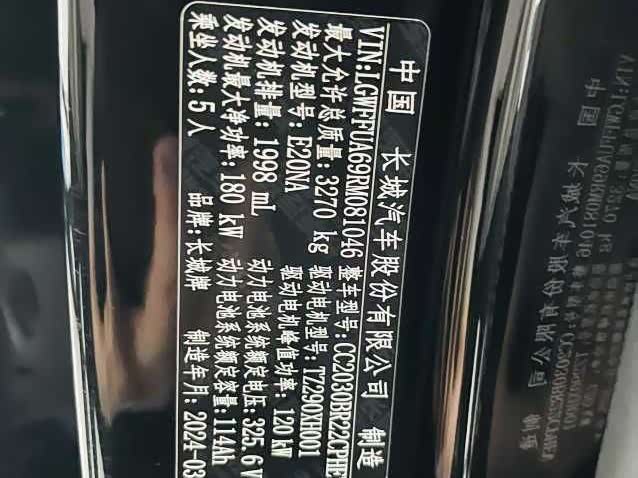 中国 长城汽车股份有限公司 制造
VIN:LGWFFUA69RM081046 整车型号:CC2030BR22CPHE
最大允许总质量:3270 kg 驱动电机型号:TZ290XH001
发动机型号:E20NA 驱动电机峰值功率:120 kW
发动机排量:1998 mL 动力电池系统额定电压:325.6 V
发动机最大净功率:180 kW 动力电池系统额定容量:114Ah
乘坐人数:5人 品牌:长城牌 制造年月:2024-03